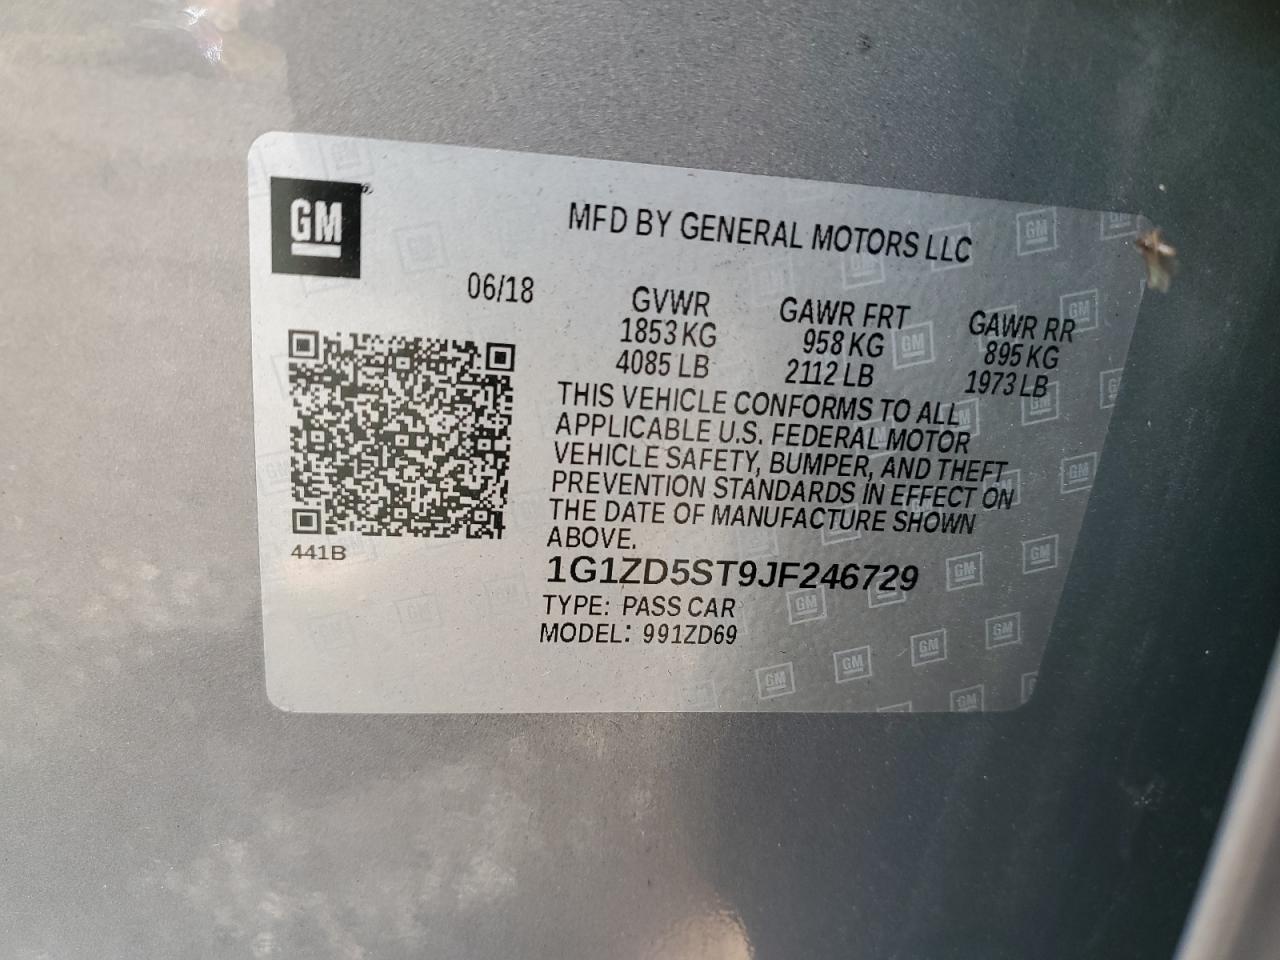 GM
MFD BY GENERAL MOTORS LLC
06/18
GVWR GAWR FRT GAWR RR
1853 KG 958 KG 895 KG
4085 LB 2112 LB 1973 LB
THIS VEHICLE CONFORMS TO ALL
APPLICABLE U.S. FEDERAL MOTOR
VEHICLE SAFETY, BUMPER, AND THEFT
PREVENTION STANDARDS IN EFFECT ON
THE DATE OF MANUFACTURE SHOWN
ABOVE.
441B
1G1ZD5ST9JF246729
TYPE: PASS CAR
MODEL: 991ZD69